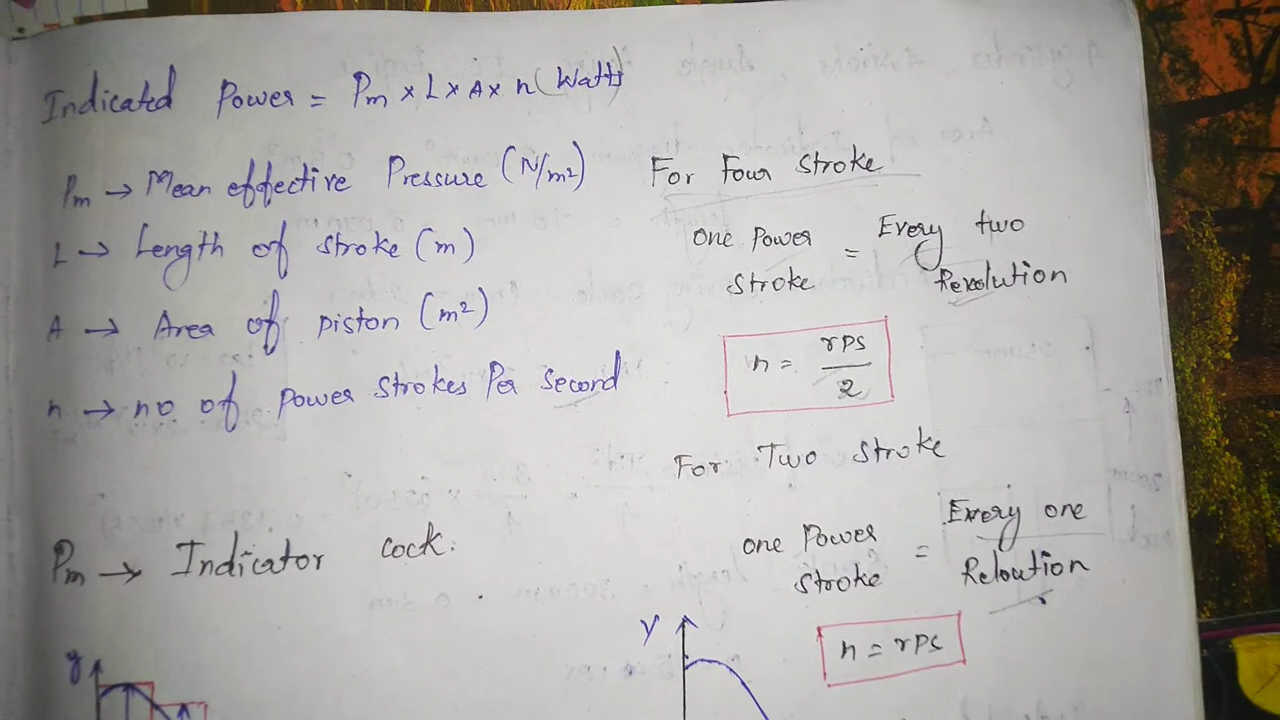 Indicated Power = Pm × L × A × n (Watts)
Pm → Mean effective Pressure (N/m²)
L → Length of stroke (m)
A → Area of piston (m²)
n → no of power strokes Per second
Pm → Indicator cock.
y
For Four stroke
one Power stroke = Every two Revolution
n = rps/2
For Two stroke
one Power stroke = Every one Reloution
n = rps
y